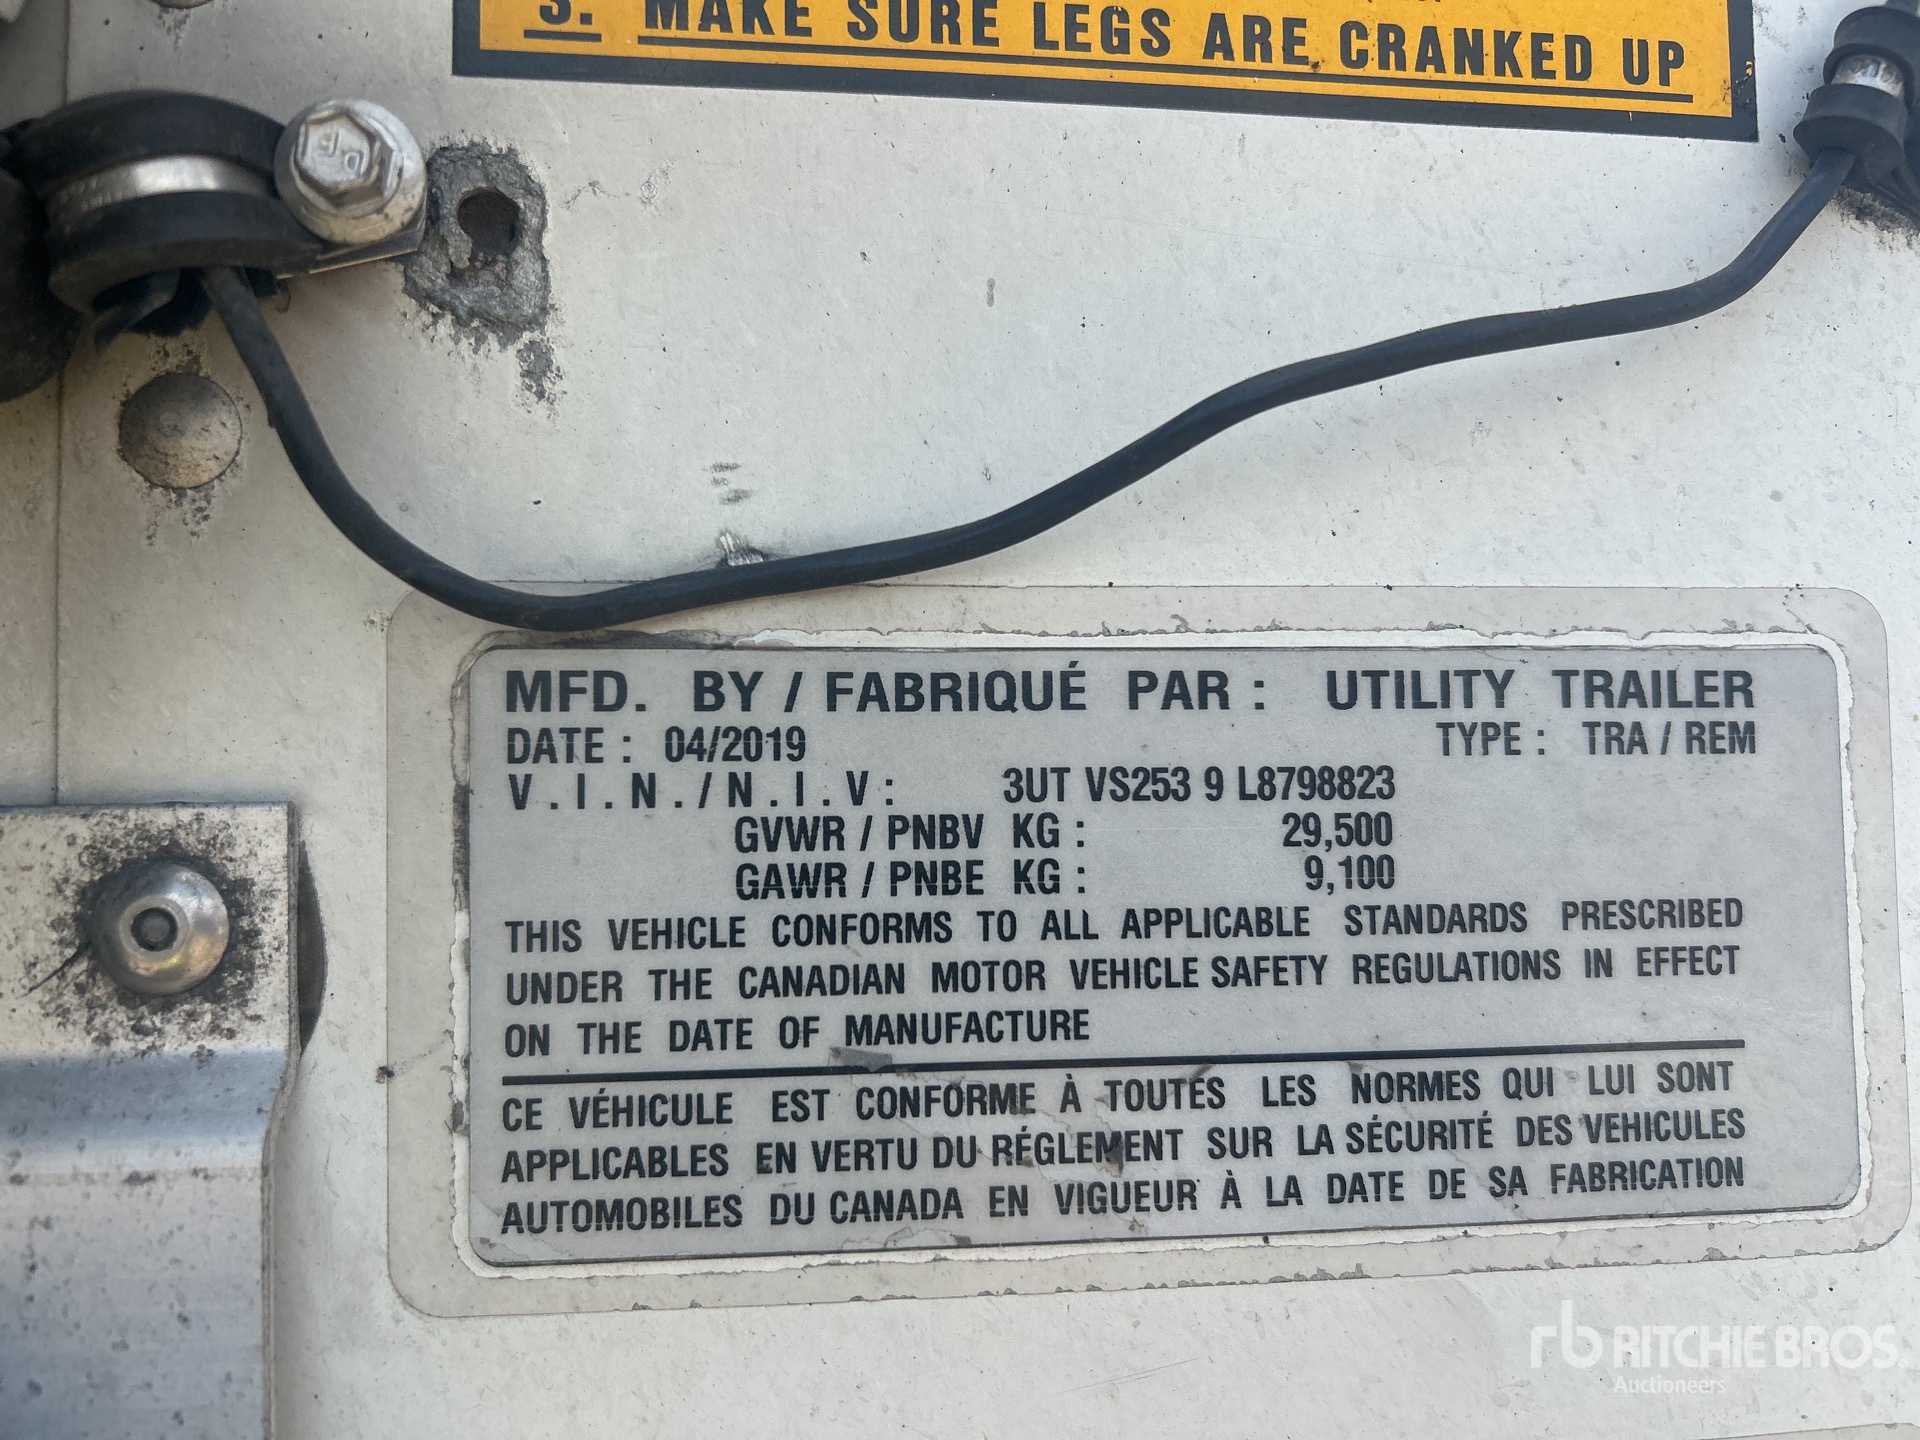 3. MAKE SURE LEGS ARE CRANKED UP
DF
MFD. BY / FABRIQUÉ PAR : UTILITY TRAILER
DATE : 04/2019 TYPE : TRA / REM
V.I.N./N.I.V: 3UT VS253 9 L8798823
GVWR / PNBV KG : 29,500
GAWR / PNBE KG : 9,100
THIS VEHICLE CONFORMS TO ALL APPLICABLE STANDARDS PRESCRIBED
UNDER THE CANADIAN MOTOR VEHICLE SAFETY REGULATIONS IN EFFECT
ON THE DATE OF MANUFACTURE
CE VÉHICULE EST CONFORME À TOUTES LES NORMES QUI LUI SONT
APPLICABLES EN VERTU DU RÉGLEMENT SUR LA SÉCURITÉ DES VEHICULES
AUTOMOBILES DU CANADA EN VIGUEUR À LA DATE DE SA FABRICATION
rb RITCHIE BROS.
Auctioneers